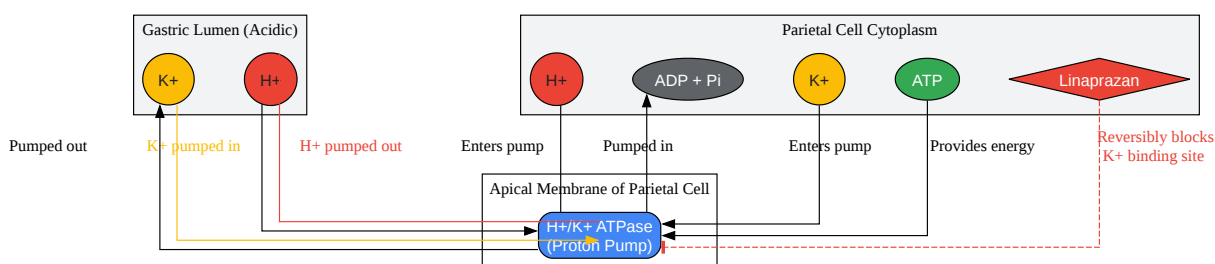 Gastric Lumen (Acidic)
Parietal Cell Cytoplasm
K+
H+
H+
ADP + Pi
K+
ATP
Linaprazan
Pumped out
K+ pumped in
H+ pumped out
Enters pump
Pumped in
Enters pump
Provides energy
Reversibly blocks
K+ binding site
Apical Membrane of Parietal Cell
H+/K+ ATPase
(Proton Pump)